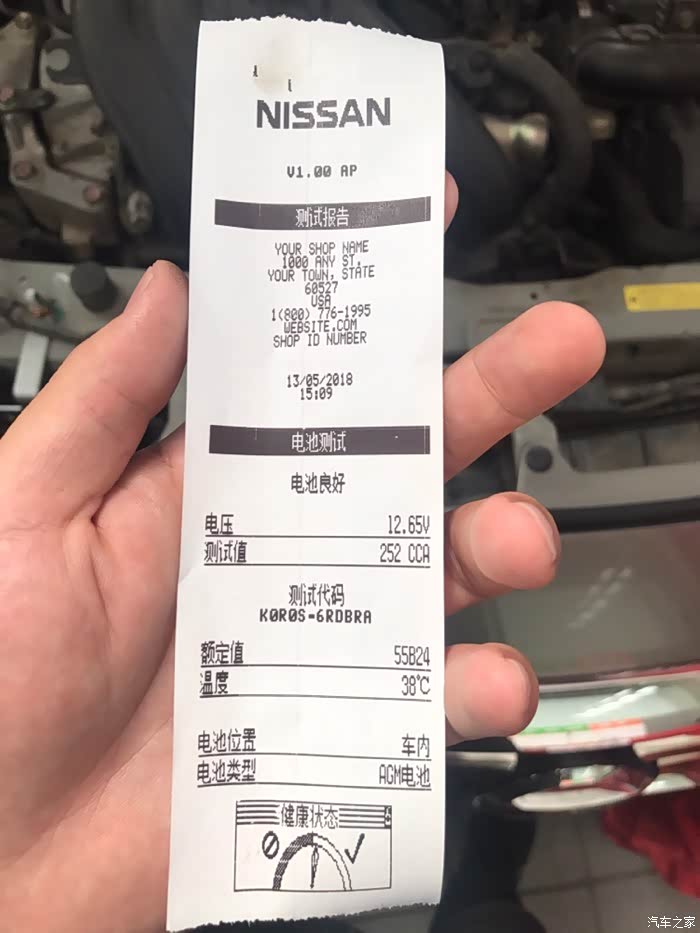 NISSAN
V1.00 AP
测试报告
YOUR SHOP NAME
1000 ANY ST.
YOUR TOWN, STATE
60527
USA
1(800) 776-1995
WEBSITE.COM
SHOP ID NUMBER
13/05/2018
15:09
电池测试
电池良好
电压 12.65V
测试值 252 CCA
测试代码
K0R0S-6RDBRA
额定值 55B24
温度 38℃
电池位置 车内
电池类型 AGM电池
健康状态
汽车之家